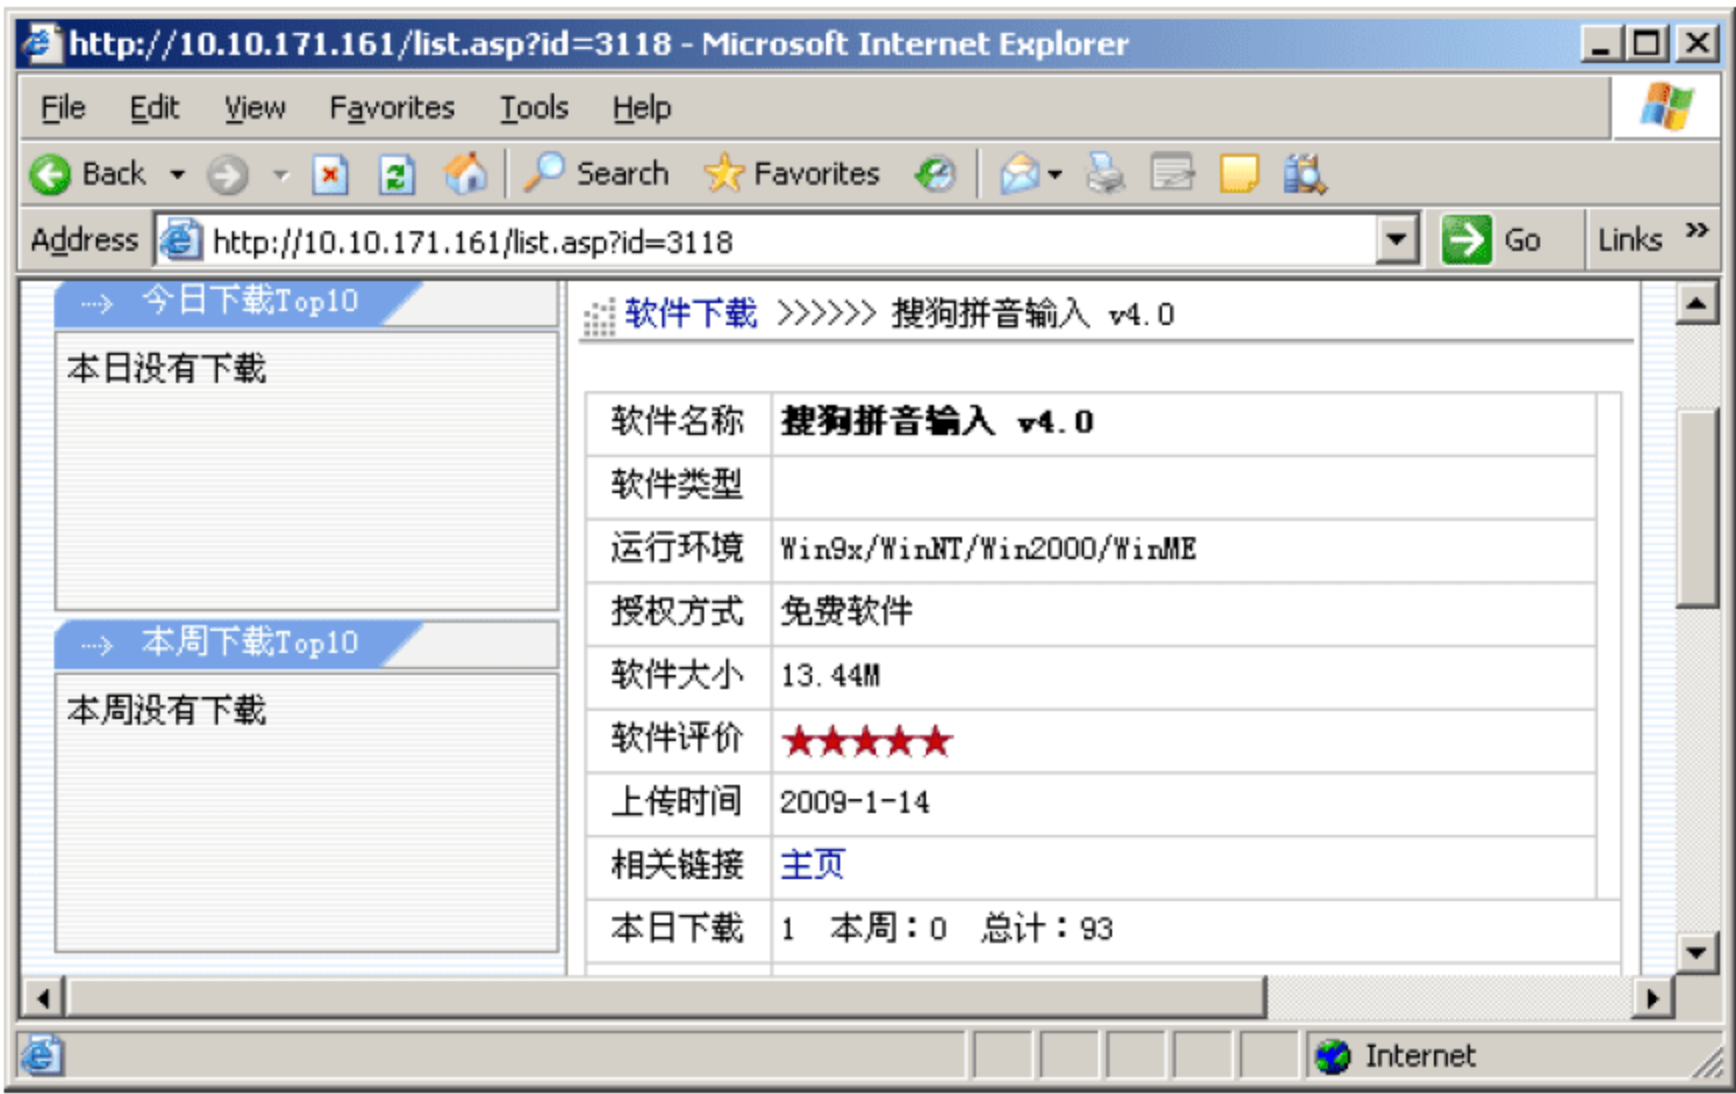 http://10.10.171.161/list.asp?id=3118 - Microsoft Internet Explorer
File Edit View Favorites Tools Help
Back Search Favorites
Address http://10.10.171.161/list.asp?id=3118 Go Links »
今日下载Top10
本日没有下载
本周下载Top10
本周没有下载
软件下载 >>>>>> 搜狗拼音输入 v4.0
软件名称 搜狗拼音输入 v4.0
软件类型
运行环境 Win9x/WinNT/Win2000/WinME
授权方式 免费软件
软件大小 13.44M
软件评价 ★★★★★
上传时间 2009-1-14
相关链接 主页
本日下载 1 本周：0 总计：93
Internet